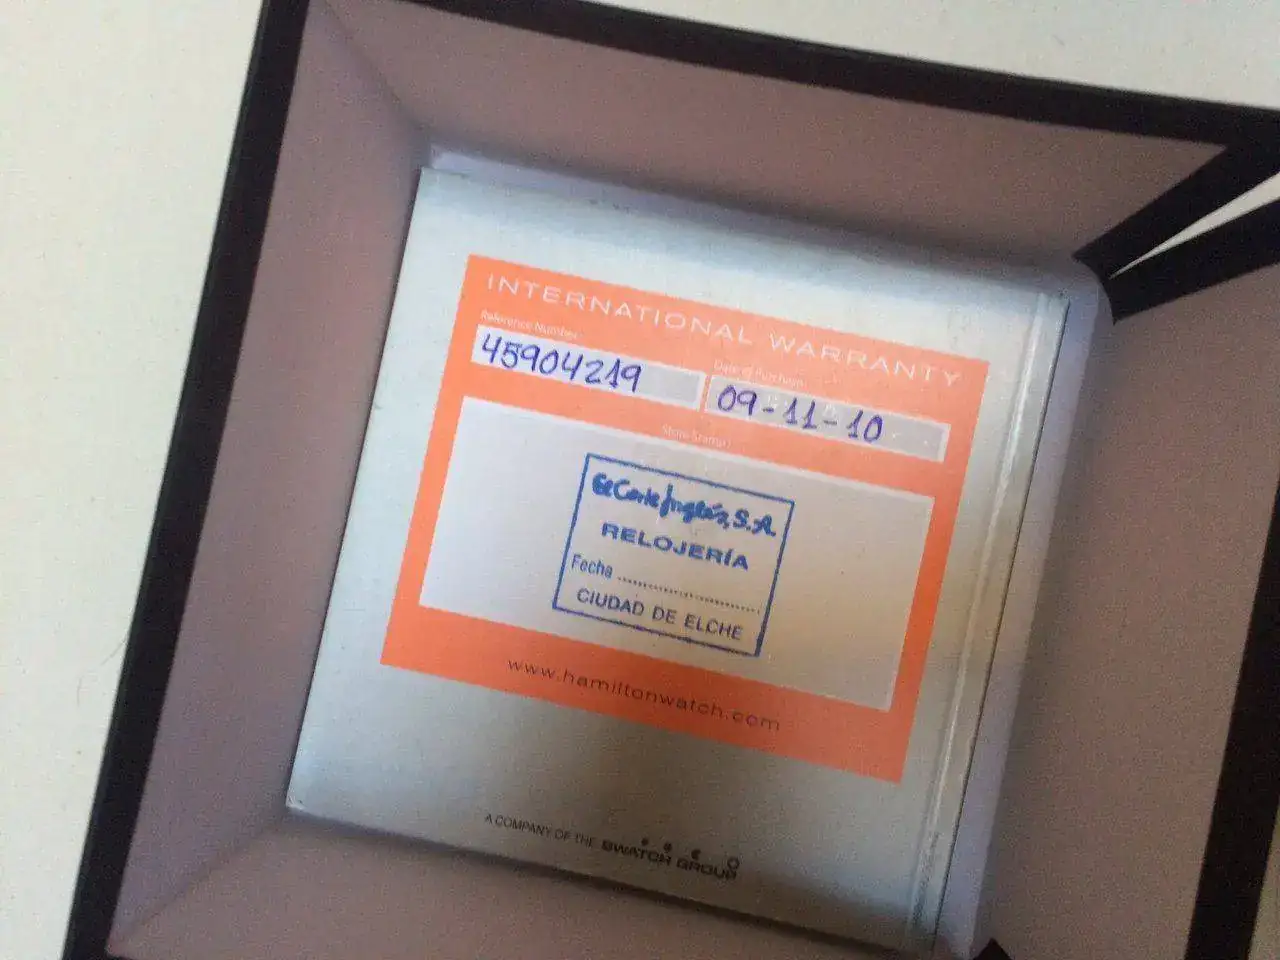 INTERNATIONAL WARRANTY
Reference Number
Date of Purchase
45904219
09-11-10
Store Stamp
El Corte Inglés, S.A.
RELOJERÍA
Fecha ........................
CIUDAD DE ELCHE
www.hamiltonwatch.com
A COMPANY OF THE SWATCH GROUP